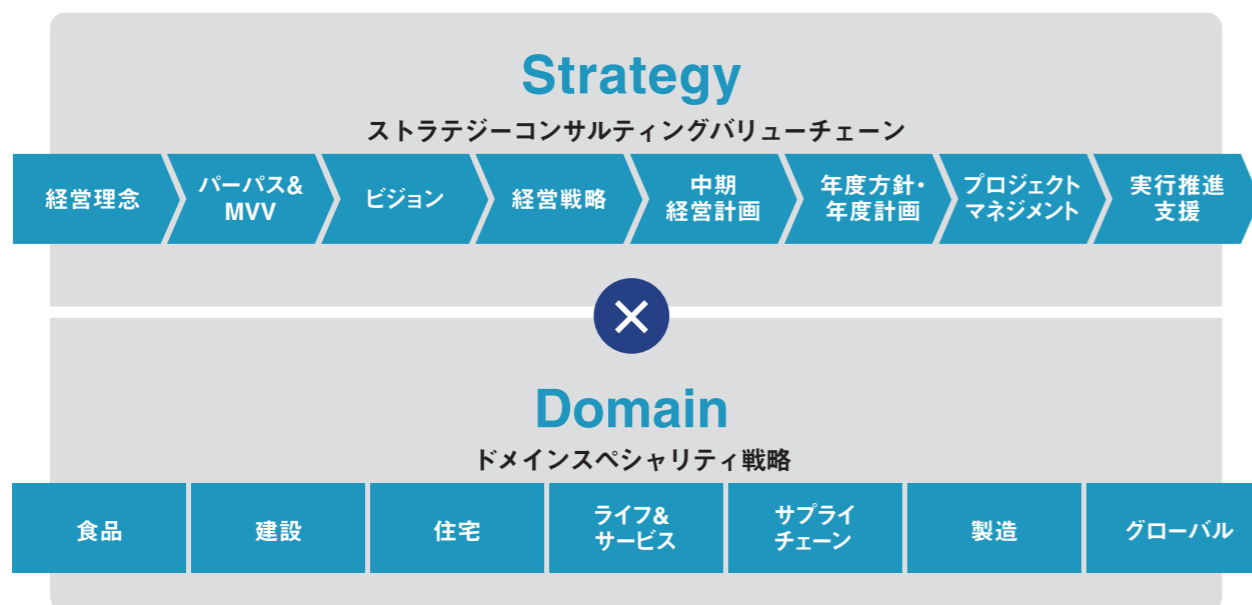 Strategy
ストラテジーコンサルティングバリューチェーン
経営理念
パーパス&
MVV
ビジョン
経営戦略
中期
経営計画
年度方針・
年度計画
プロジェクト
マネジメント
実行推進
支援
×
Domain
ドメインスペシャリティ戦略
食品
建設
住宅
ライフ&
サービス
サプライ
チェーン
製造
グローバル